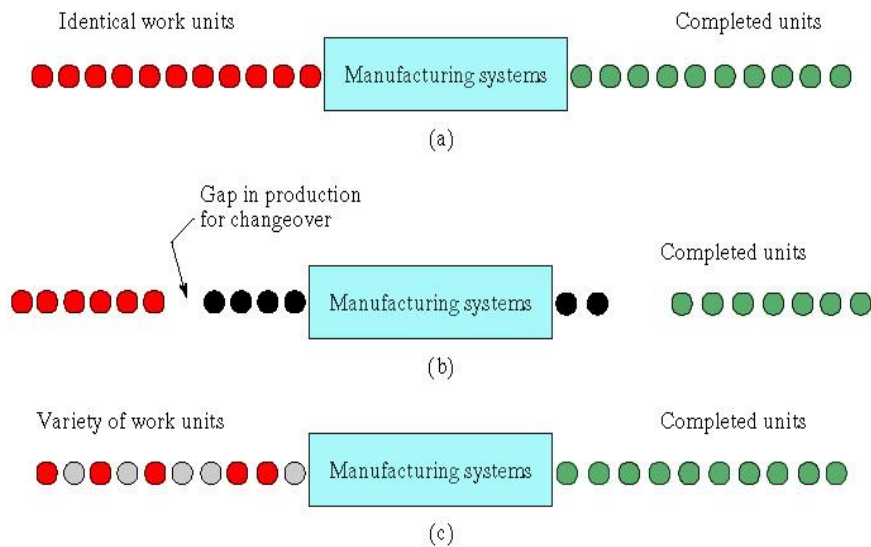 Identical work units
Completed units
Manufacturing systems
(a)
Gap in production
for changeover
Completed units
Manufacturing systems
(b)
Variety of work units
Completed units
Manufacturing systems
(c)